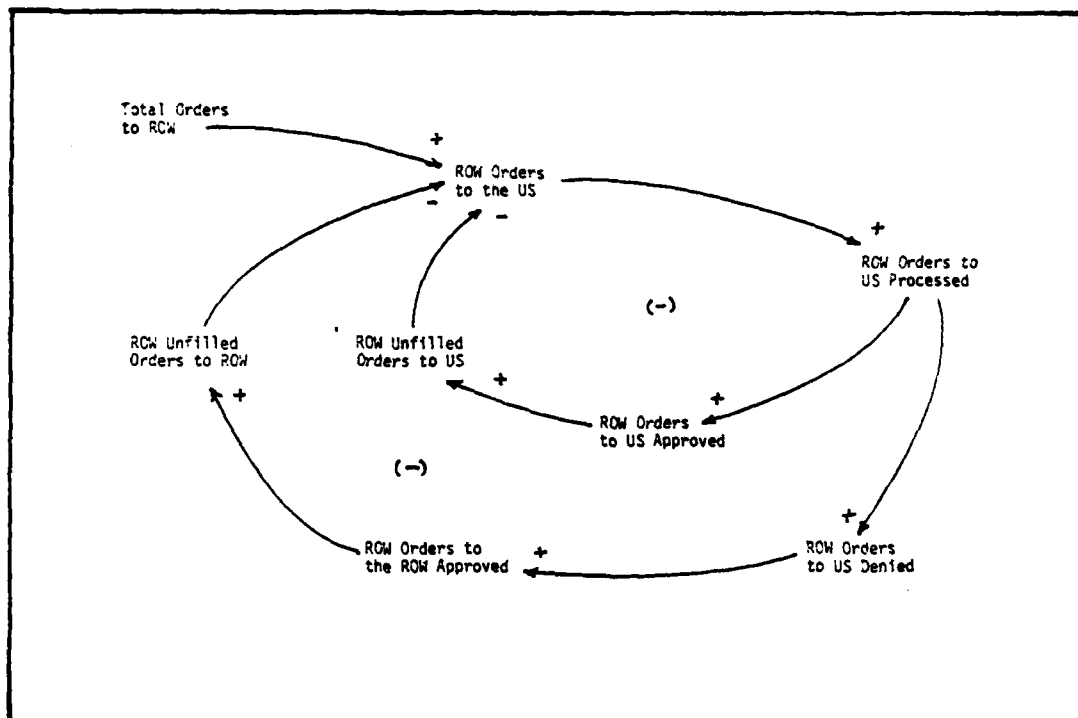 Total Orders
to ROW
+
ROW Orders
to the US
-
-
+
ROW Orders to
US Processed
(-)
ROW Unfilled
Orders to ROW
ROW Unfilled
Orders to US
+
+
+
ROW Orders
to US Approved
(-)
+
ROW Orders to
the ROW Approved
+
ROW Orders
to US Denied